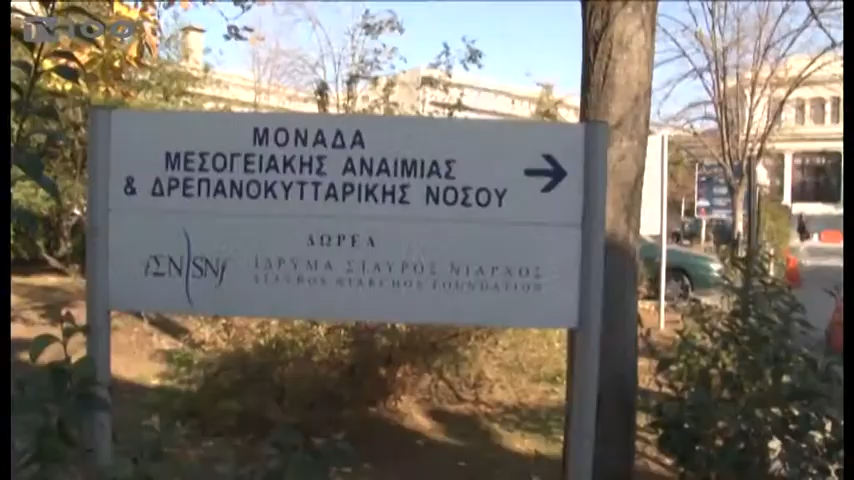 ΜΟΝΑΔΑ
ΜΕΣΟΓΕΙΑΚΗΣ ΑΝΑΙΜΙΑΣ
& ΔΡΕΠΑΝΟΚΥΤΤΑΡΙΚΗΣ ΝΟΣΟΥ
ΔΩΡΕΑ
ΙΣΝ SNF
ΙΔΡΥΜΑ ΣΤΑΥΡΟΣ ΝΙΑΡΧΟΣ
STAVROS NIARCHOS FOUNDATION